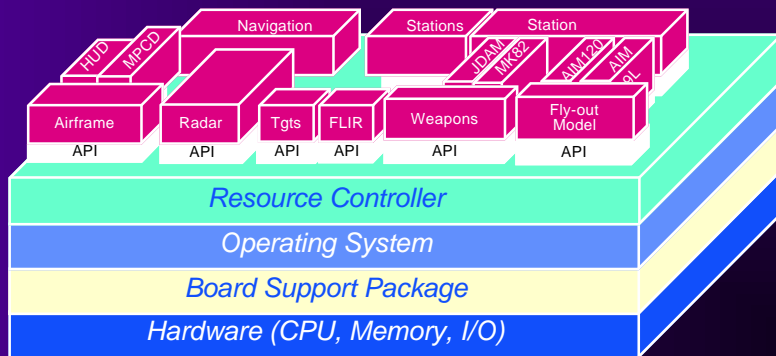 Navigation
Stations
Station
HUD
MPCD
JDAM
MK82
AIM120
AIM
9L
Airframe
Radar
Tgts
FLIR
Weapons
Fly-out
Model
API
API
API
API
API
API
Resource Controller
Operating System
Board Support Package
Hardware (CPU, Memory, I/O)